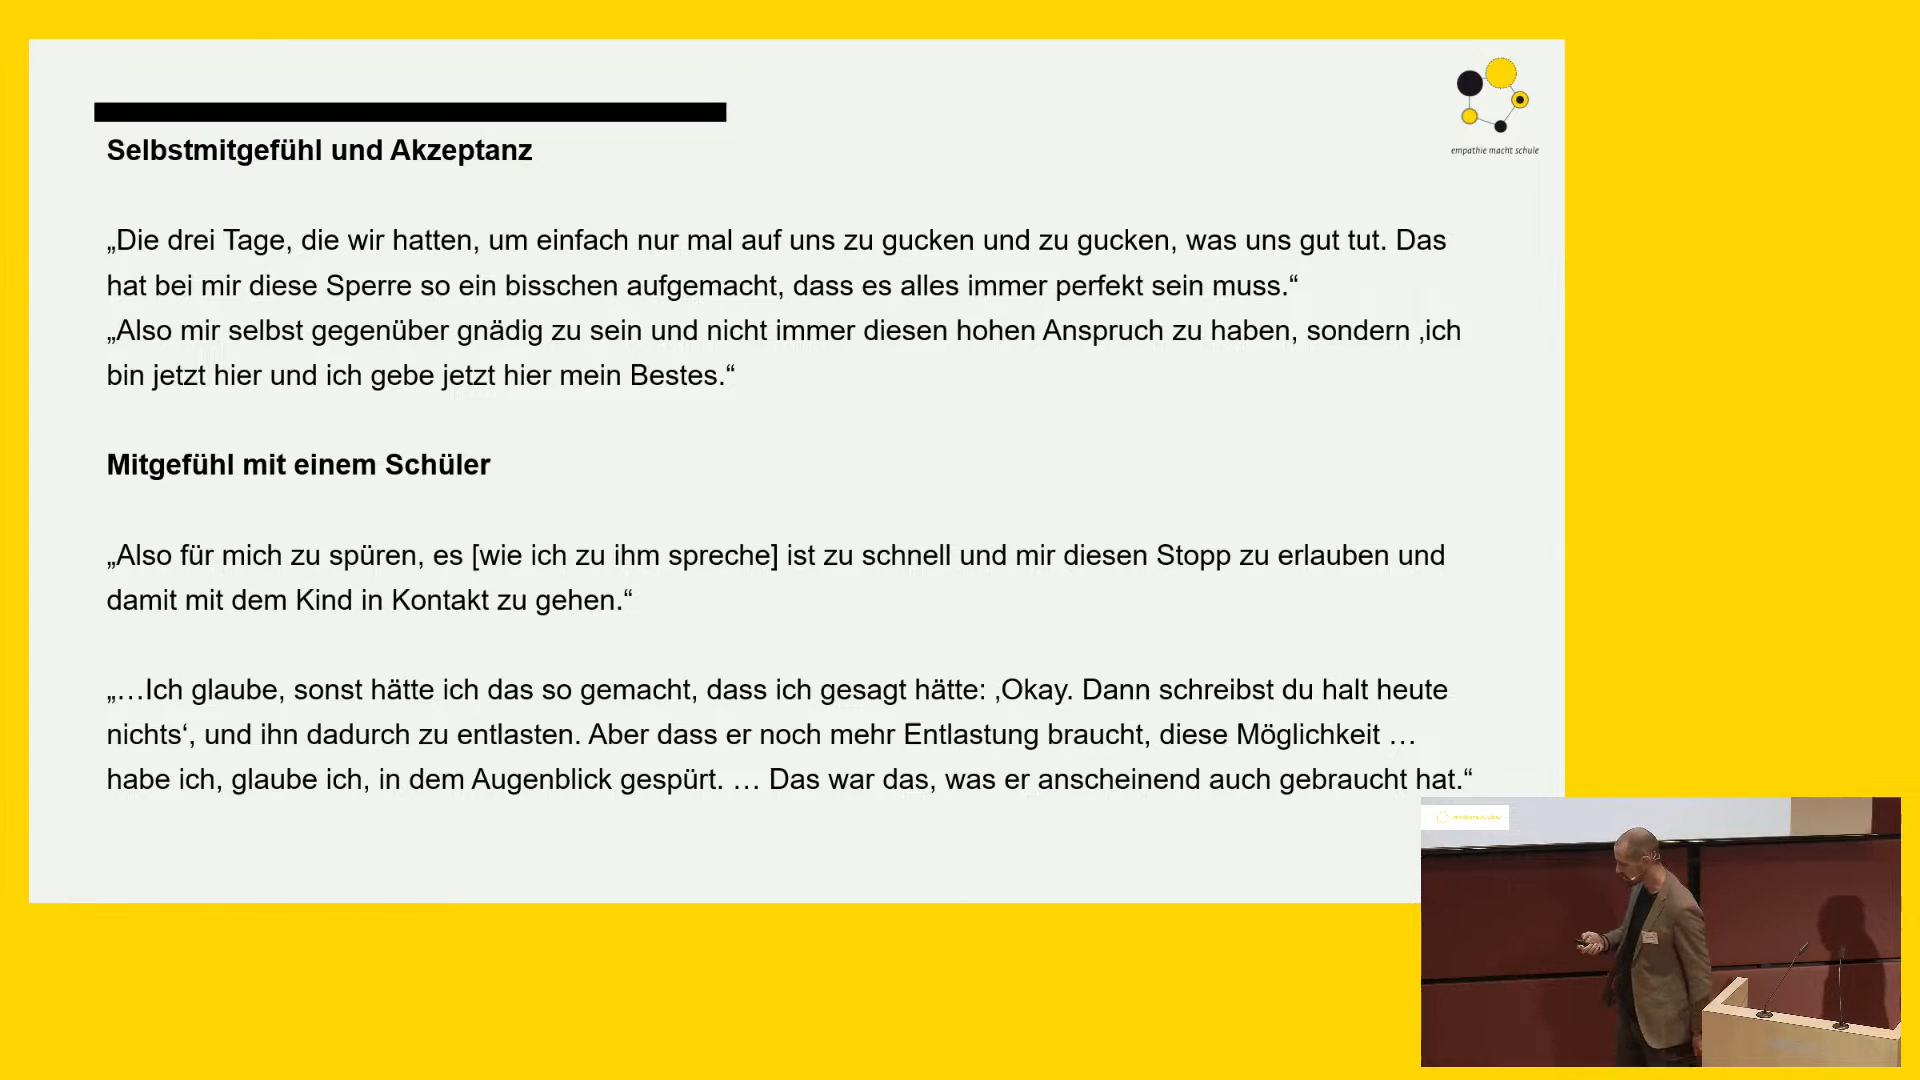 empathie macht schule
Selbstmitgefühl und Akzeptanz
„Die drei Tage, die wir hatten, um einfach nur mal auf uns zu gucken und zu gucken, was uns gut tut. Das
hat bei mir diese Sperre so ein bisschen aufgemacht, dass es alles immer perfekt sein muss.“
„Also mir selbst gegenüber gnädig zu sein und nicht immer diesen hohen Anspruch zu haben, sondern ‚ich
bin jetzt hier und ich gebe jetzt hier mein Bestes.“
Mitgefühl mit einem Schüler
„Also für mich zu spüren, es [wie ich zu ihm spreche] ist zu schnell und mir diesen Stopp zu erlauben und
damit mit dem Kind in Kontakt zu gehen.“
„…Ich glaube, sonst hätte ich das so gemacht, dass ich gesagt hätte: ‚Okay. Dann schreibst du halt heute
nichts‘, und ihn dadurch zu entlasten. Aber dass er noch mehr Entlastung braucht, diese Möglichkeit …
habe ich, glaube ich, in dem Augenblick gespürt. … Das war das, was er anscheinend auch gebraucht hat.“